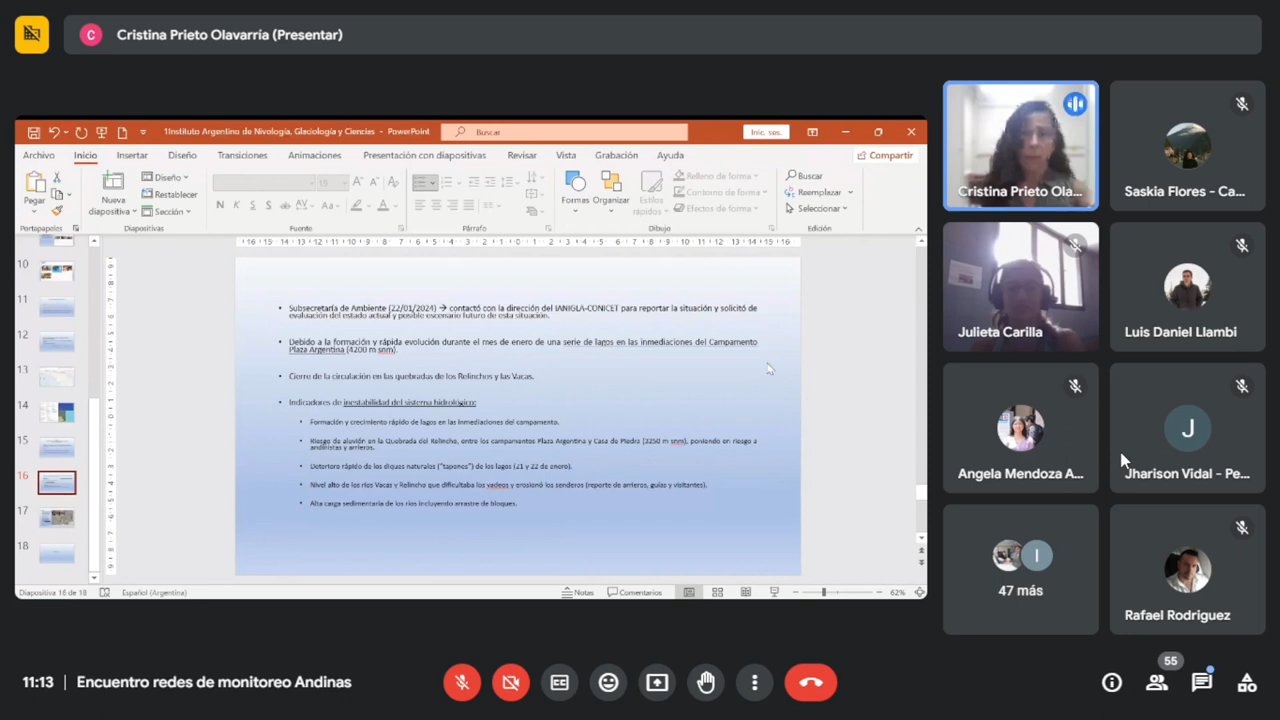 Cristina Prieto Olavarría (Presentar)
1Instituto Argentino de Nivología, Glaciología y Ciencias - PowerPoint
Buscar
Inic. ses.
Archivo Inicio Insertar Diseño Transiciones Animaciones Presentación con diapositivas Revisar Vista Grabación Ayuda Compartir
Pegar
Nueva diapositiva
Diseño
Restablecer
Sección
Formas
Organizar
Estilos rápidos
Relleno de forma
Contorno de forma
Efectos de forma
Buscar
Reemplazar
Seleccionar
Portapapeles Diapositivas Fuente Párrafo Dibujo Edición
10
11
12
13
14
15
16
17
18
• Subsecretaría de Ambiente (22/01/2024) → contactó con la dirección del IANIGLA-CONICET para reportar la situación y solicitó de
evaluación del estado actual y posible escenario futuro de esta situación.
• Debido a la formación y rápida evolución durante el mes de enero de una serie de lagos en las inmediaciones del Campamento
Plaza Argentina (4200 m snm).
• Cierre de la circulación en las quebradas de los Relinchos y las Vacas.
• Indicadores de inestabilidad del sistema hidrológico:
• Formación y crecimiento rápido de lagos en las inmediaciones del campamento.
• Riesgo de aluvión en la Quebrada del Relincho, entre los campamentos Plaza Argentina y Casa de Piedra (3250 m snm), poniendo en riesgo a
andinistas y arrieros.
• Deterioro rápido de los diques naturales ("tapones") de los lagos (21 y 22 de enero).
• Nivel alto de los ríos Vacas y Relincho que dificultaba los vadeos y erosionó los senderos (reporte de arrieros, guías y visitantes).
• Alta carga sedimentaria de los ríos incluyendo arrastre de bloques.
Diapositiva 16 de 18 Español (Argentina) Notas Comentarios 62%
Cristina Prieto Ola...
Saskia Flores - Ca...
Julieta Carilla
Luis Daniel Llambi
Angela Mendoza A...
J
Jharison Vidal - Pe...
I
47 más
Rafael Rodriguez
11:13 | Encuentro redes de monitoreo Andinas
55